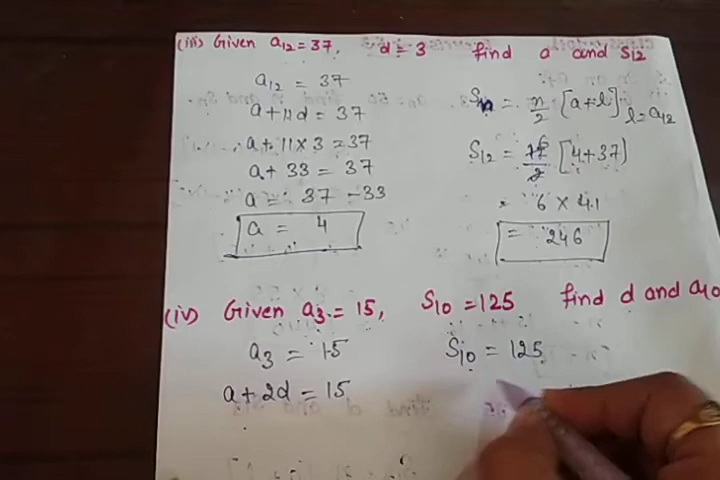 (iii) Given a₁₂ = 37, d = 3 find a and S₁₂
a₁₂ = 37
a + 11d = 37
a + 11 × 3 = 37
a + 33 = 37
a = 37 - 33
a = 4
Sₙ = n/2 [a + l] l = a₁₂
S₁₂ = 12/2 6 [4 + 37]
= 6 × 41
= 246
(iv) Given a₃ = 15, S₁₀ = 125 find d and a₁₀
a₃ = 15
a + 2d = 15
S₁₀ = 125